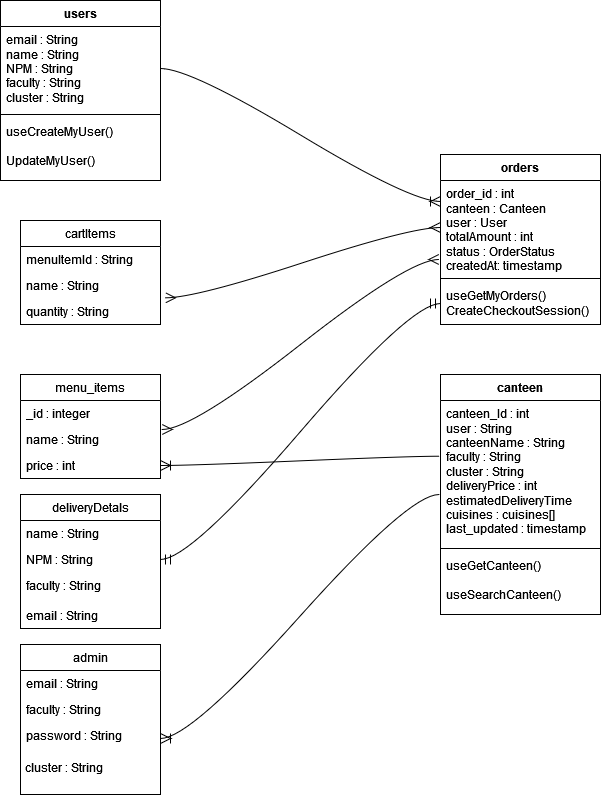 users
email : String
name : String
NPM : String
faculty : String
cluster : String
useCreateMyUser()
UpdateMyUser()
orders
order_id : int
canteen : Canteen
user : User
totalAmount : int
status : OrderStatus
createdAt: timestamp
useGetMyOrders()
CreateCheckoutSession()
cartItems
menuItemId : String
name : String
quantity : String
menu_items
_id : integer
name : String
price : int
canteen
canteen_Id : int
user : String
canteenName : String
faculty : String
cluster : String
deliveryPrice : int
estimatedDeliveryTime
cuisines : cuisines[]
last_updated : timestamp
useGetCanteen()
useSearchCanteen()
deliveryDetals
name : String
NPM : String
faculty : String
email : String
admin
email : String
faculty : String
password : String
cluster : String